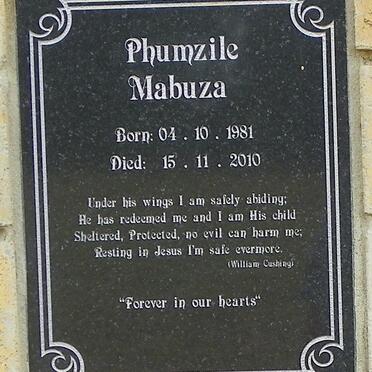 Phumzile
Mabuza
Born: 04 . 10 . 1981
Died: 15 . 11 . 2010
Under his wings I am safely abiding;
He has redeemed me and I am His child
Sheltered, Protected, no evil can harm me;
Resting in Jesus I'm safe evermore.
(William Cushing)
"Forever in our hearts"